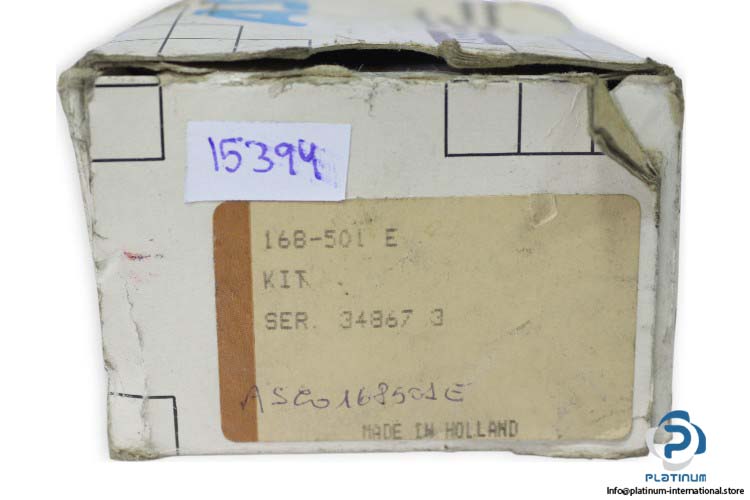 15394
168-501 E
KIT
SER. 34867 3
ASCO168501E
MADE IN HOLLAND
PLATINUM
Info@platinum-international.store